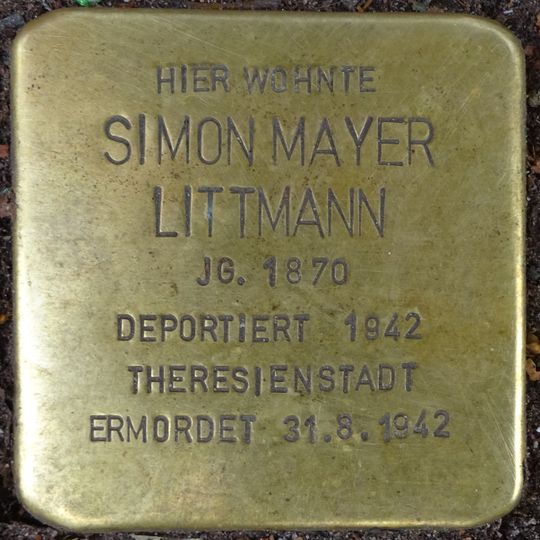 HIER WOHNTE
SIMON MAYER
LITTMANN
JG. 1870
DEPORTIERT 1942
THERESIENSTADT
ERMORDET 31.8.1942